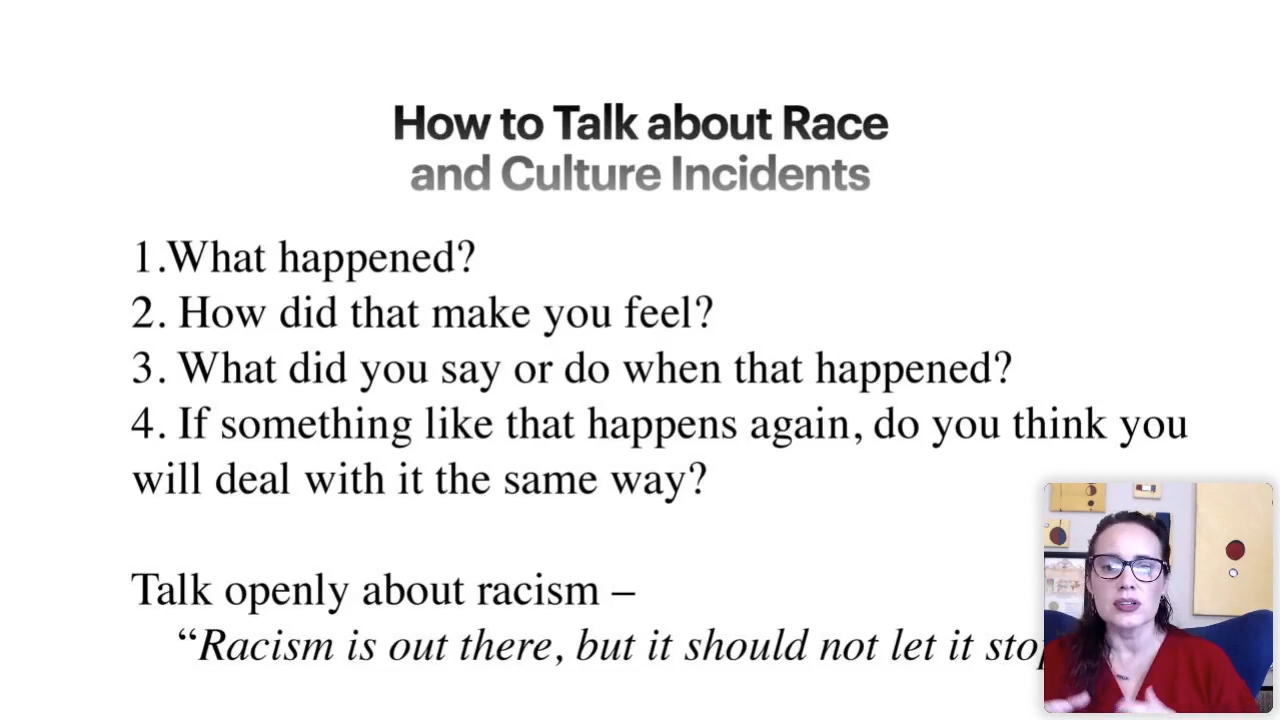 How to Talk about Race
and Culture Incidents
1.What happened?
2. How did that make you feel?
3. What did you say or do when that happened?
4. If something like that happens again, do you think you
will deal with it the same way?
Talk openly about racism –
“Racism is out there, but it should not let it